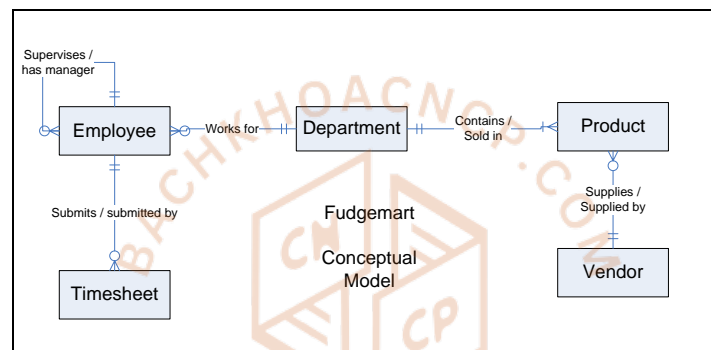 Supervises /
has manager
Employee
Works for
Department
Contains /
Sold in
Product
Submits / submitted by
Fudgemart
Conceptual
Model
Supplies /
Supplied by
Timesheet
Vendor
BACHKHOACNCP.COM
CN
CP